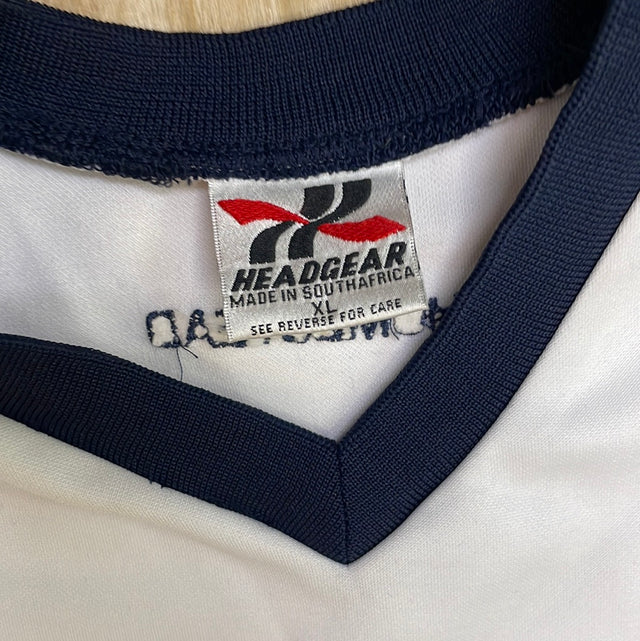 HEADGEAR
MADE IN SOUTH AFRICA
XL
SEE REVERSE FOR CARE